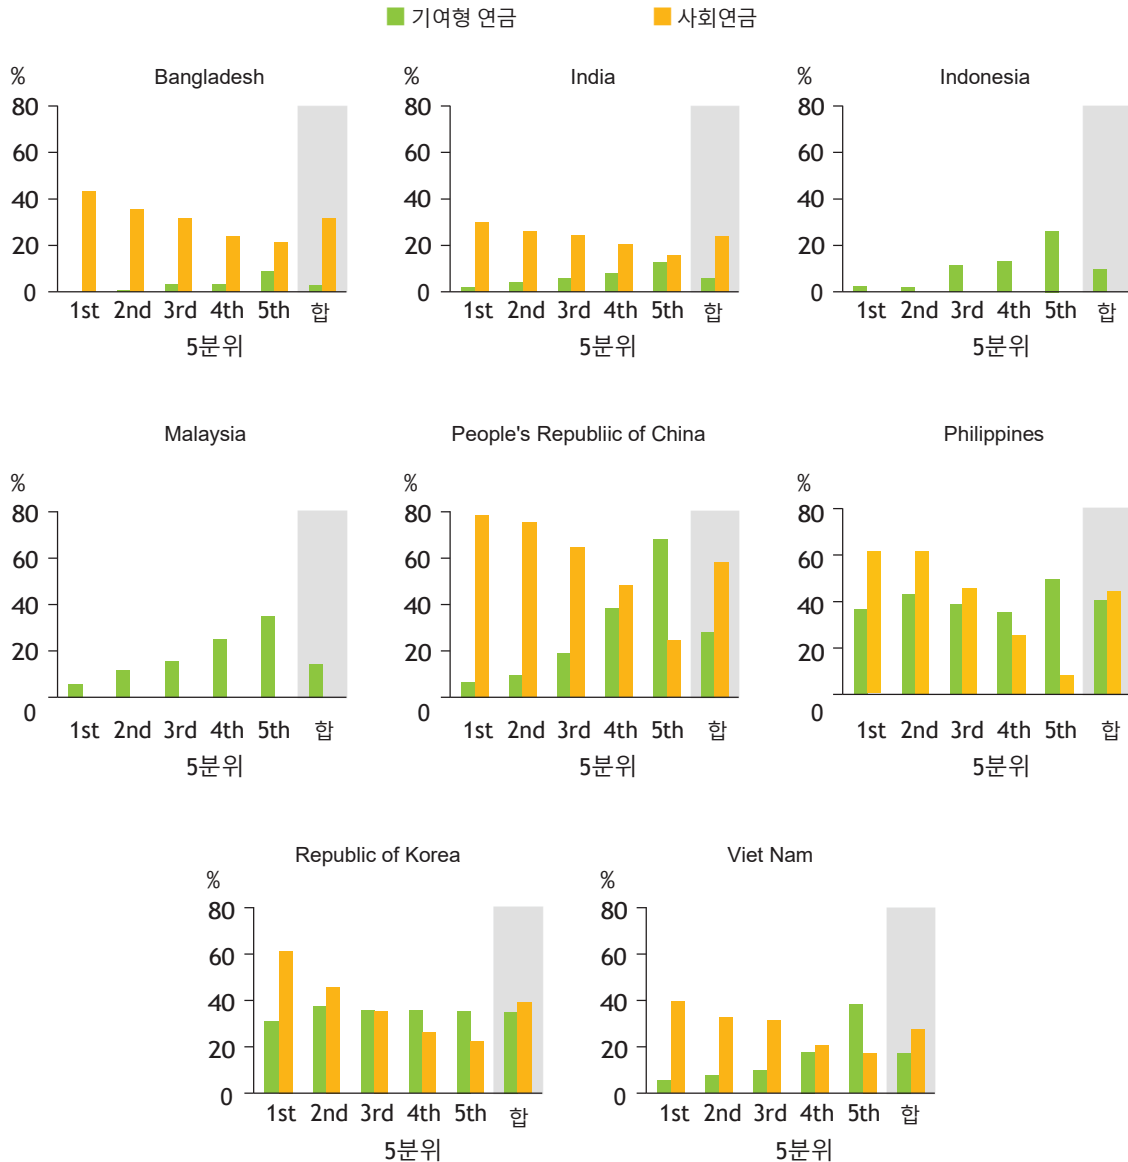 기여형 연금 사회연금
% Bangladesh
80
60
40
20
0
1st 2nd 3rd 4th 5th 합
5분위
% India
80
60
40
20
0
1st 2nd 3rd 4th 5th 합
5분위
% Indonesia
80
60
40
20
0
1st 2nd 3rd 4th 5th 합
5분위
Malaysia
%
80
60
40
20
0
1st 2nd 3rd 4th 5th 합
5분위
People's Republiic of China
%
80
60
40
20
0
1st 2nd 3rd 4th 5th 합
5분위
Philippines
%
80
60
40
20
0
1st 2nd 3rd 4th 5th 합
5분위
Republic of Korea
%
80
60
40
20
0
1st 2nd 3rd 4th 5th 합
5분위
Viet Nam
%
80
60
40
20
0
1st 2nd 3rd 4th 5th 합
5분위